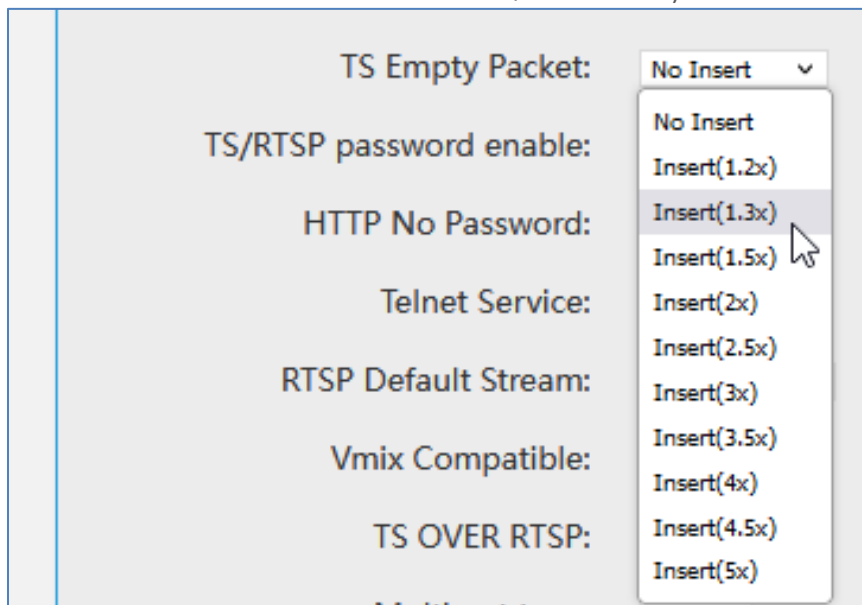 TS Empty Packet: No Insert
No Insert
TS/RTSP password enable:
Insert(1.2x)
HTTP No Password:
Insert(1.3x)
Insert(1.5x)
Telnet Service:
Insert(2x)
Insert(2.5x)
RTSP Default Stream:
Insert(3x)
Insert(3.5x)
Vmix Compatible:
Insert(4x)
TS OVER RTSP:
Insert(4.5x)
Insert(5x)